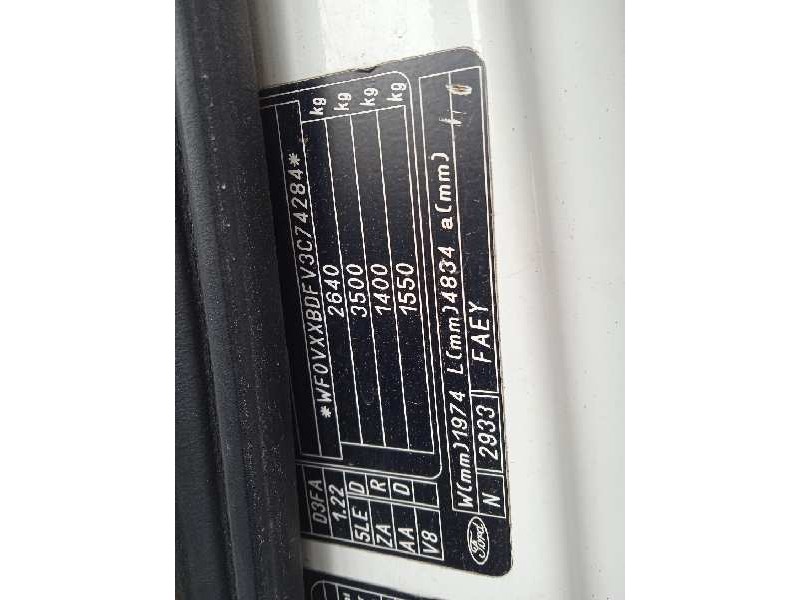 *WF0VXXBDFV3C74284*
2640 kg
3500 kg
1400 kg
1550 kg
D3FA
1.22
5LE D
ZA R
AA D
V8
W(mm)1974 L(mm)4834 a(mm)
N 2933 FAEY
Ford